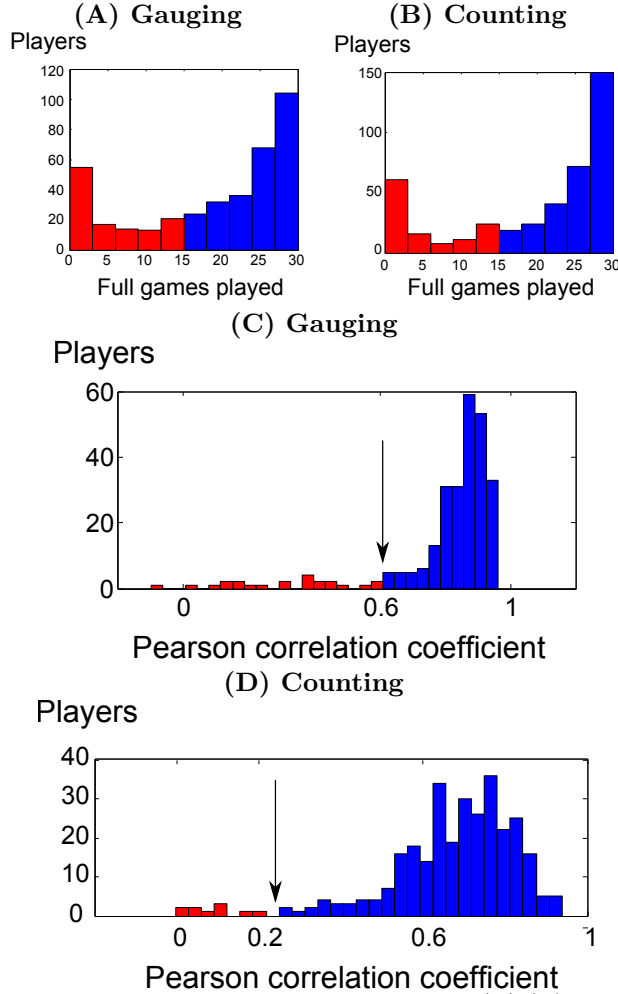 (A) Gauging
(B) Counting
Players
Players
120
100
80
60
40
20
0
0 5 10 15 20 25 30
Full games played
150
100
50
0
0 5 10 15 20 25 30
Full games played
(C) Gauging
Players
60
40
20
0
0 0.6 1
Pearson correlation coefficient
(D) Counting
Players
40
30
20
10
0
0 0.2 0.6 1
Pearson correlation coefficient